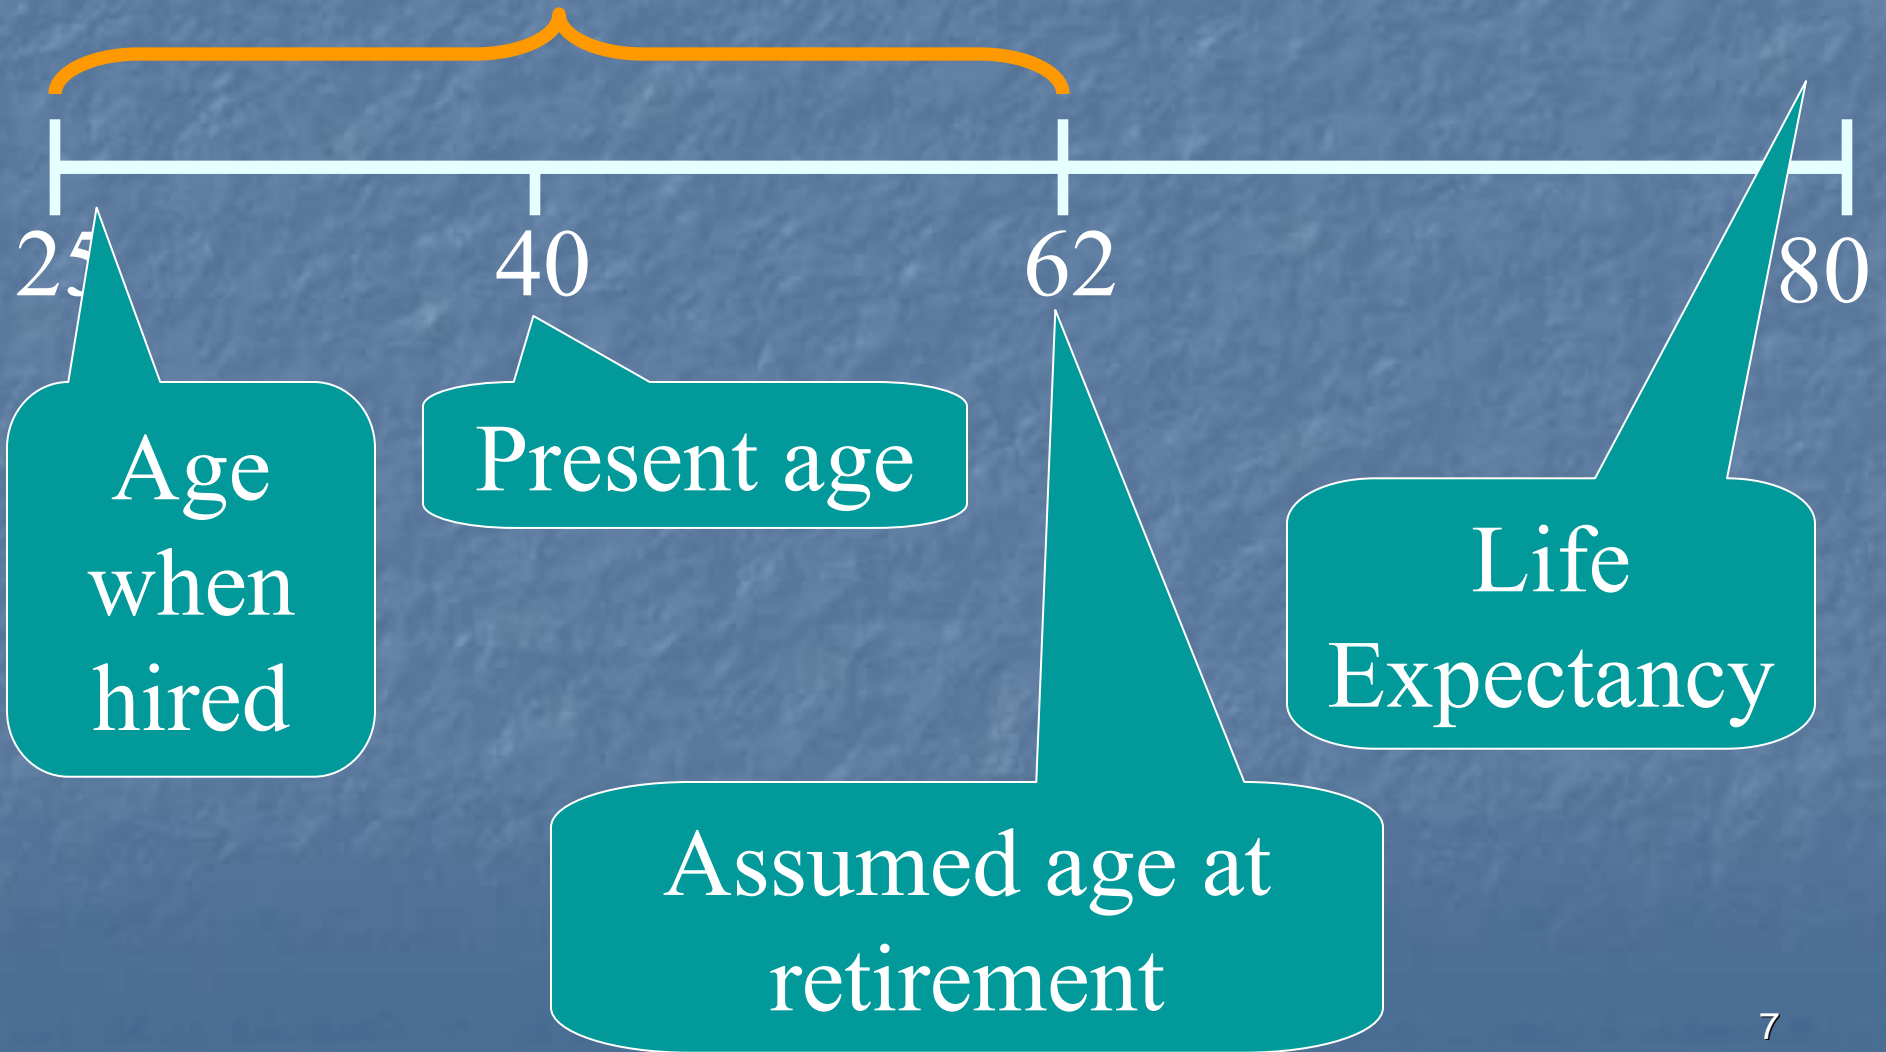 25 40 62 80
Age
when
hired
Present age
Life
Expectancy
Assumed age at
retirement
7